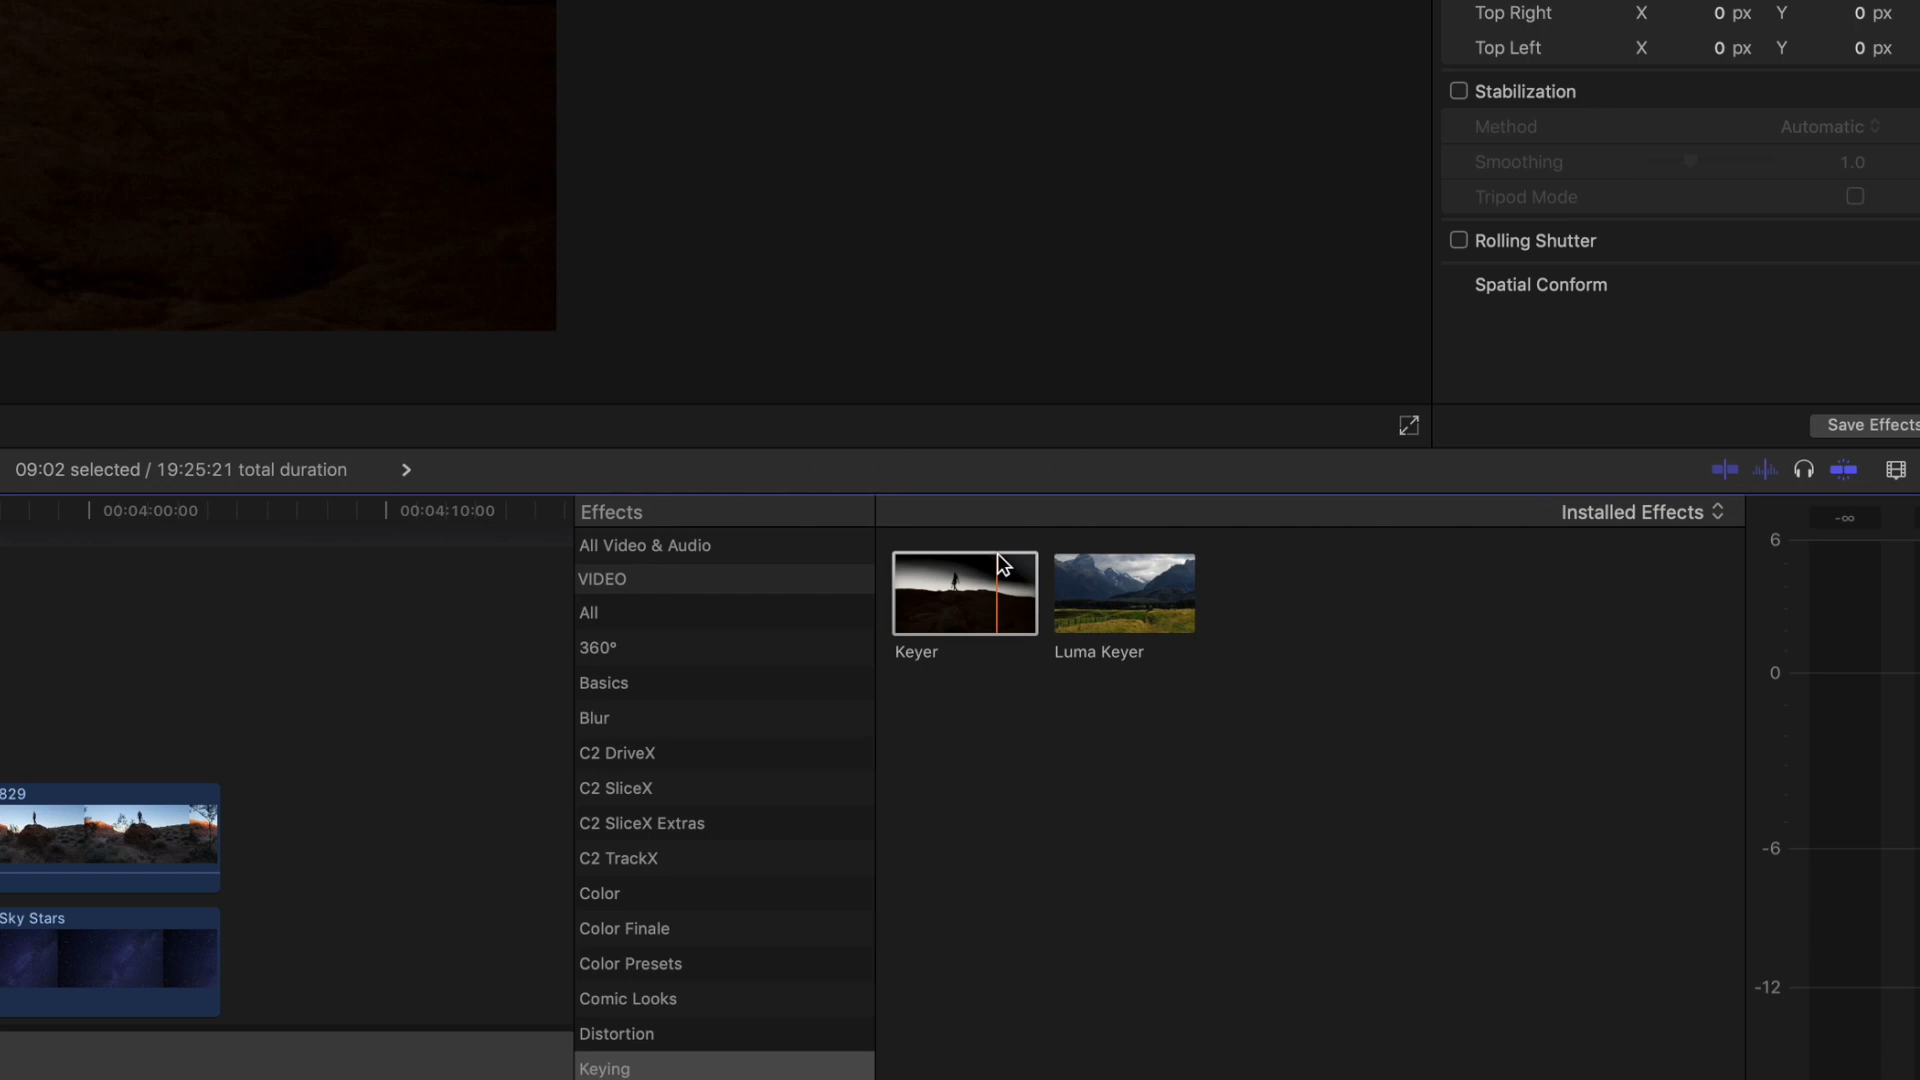 Top Right X 0 px Y 0 px
Top Left X 0 px Y 0 px
Stabilization
Method Automatic
Smoothing 1.0
Tripod Mode
Rolling Shutter
Spatial Conform
Save Effects
09:02 selected / 19:25:21 total duration
00:04:00:00 00:04:10:00
Effects
Installed Effects
-∞
All Video & Audio
VIDEO
All
360°
Basics
Blur
C2 DriveX
C2 SliceX
C2 SliceX Extras
C2 TrackX
Color
Color Finale
Color Presets
Comic Looks
Distortion
Keying
Keyer
Luma Keyer
829
Sky Stars
6
0
-6
-12